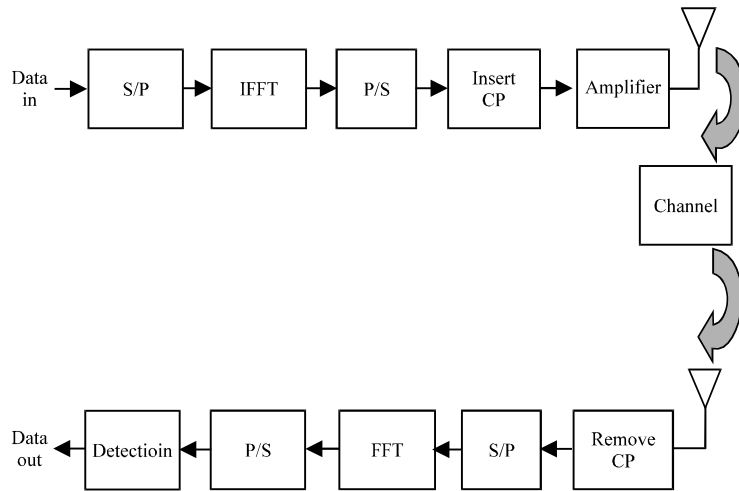 Data
in
S/P
IFFT
P/S
Insert
CP
Amplifier
Channel
Data
out
Detectioin
P/S
FFT
S/P
Remove
CP